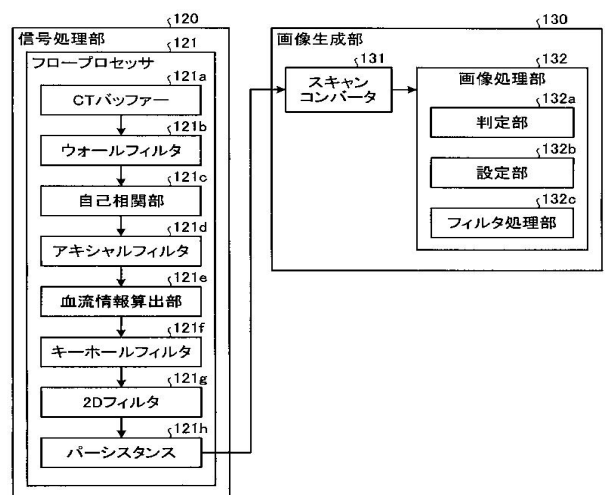 120
信号処理部
121
フロープロセッサ
121a
CTバッファー
121b
ウォールフィルタ
121c
自己相関部
121d
アキシャルフィルタ
121e
血流情報算出部
121f
キーホールフィルタ
121g
2Dフィルタ
121h
パーシスタンス
130
画像生成部
131
スキャン
コンバータ
132
画像処理部
132a
判定部
132b
設定部
132c
フィルタ処理部